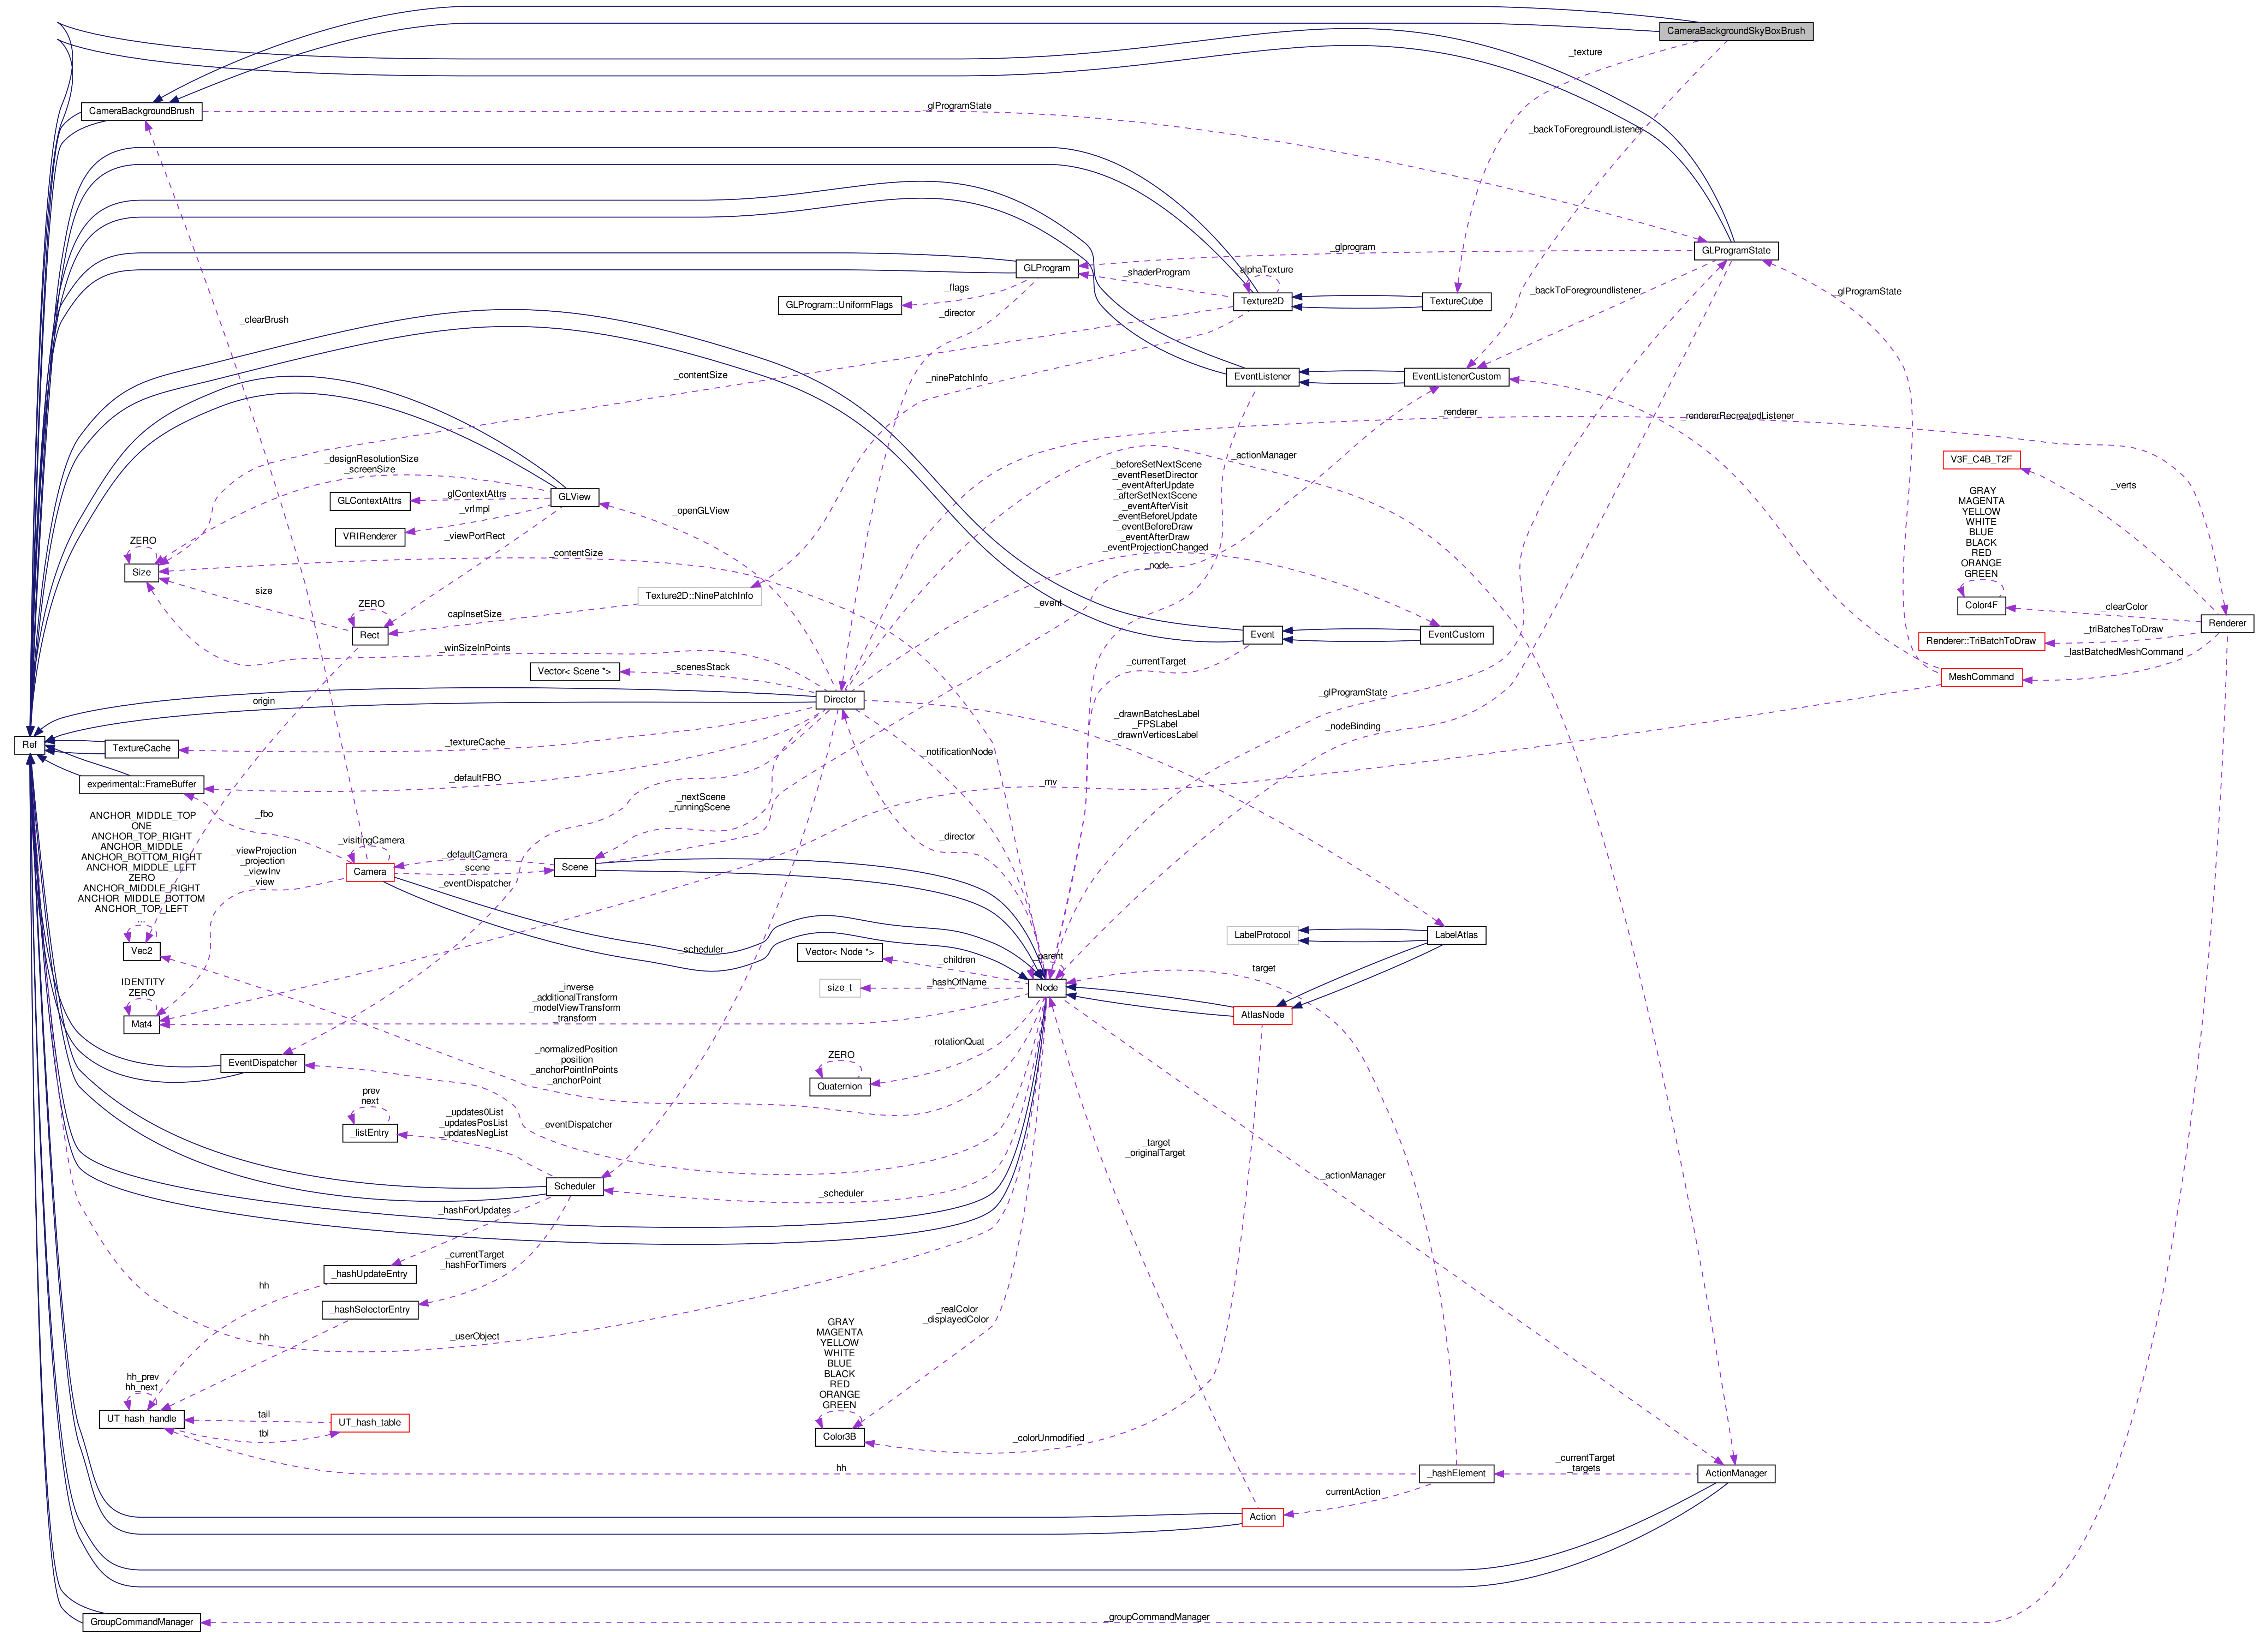 CameraBackgroundSkyBoxBrush
_texture
CameraBackgroundBrush
_glProgramState
_backToForegroundListener
_glprogram
GLProgramState
GLProgram
_shaderProgram
_alphaTexture
_flags
GLProgram::UniformFlags
Texture2D
TextureCube
_backToForegroundlistener
_glProgramState
_director
_clearBrush
_contentSize
_ninePatchInfo
EventListener
EventListenerCustom
_renderer
_rendererRecreatedListener
_designResolutionSize
_screenSize
_actionManager
V3F_C4B_T2F
GLView
GLContextAttrs
_glContextAttrs
_vrImpl
_openGLView
_beforeSetNextScene
_eventResetDirector
_eventAfterUpdate
_afterSetNextScene
_eventAfterVisit
_eventBeforeUpdate
_eventBeforeDraw
_eventAfterDraw
_eventProjectionChanged
_verts
GRAY
MAGENTA
YELLOW
WHITE
BLUE
BLACK
RED
ORANGE
GREEN
VRIRenderer
_viewPortRect
ZERO
Size
_contentSize
_node
size
Texture2D::NinePatchInfo
capInsetSize
_event
ZERO
Rect
Color4F
_clearColor
Renderer
Event
EventCustom
_triBatchesToDraw
Renderer::TriBatchToDraw
_winSizeInPoints
_lastBatchedMeshCommand
_currentTarget
Vector< Scene *>
_scenesStack
MeshCommand
origin
Director
_glProgramState
_drawnBatchesLabel
_FPSLabel
_drawnVerticesLabel
_nodeBinding
Ref
TextureCache
_textureCache
_notificationNode
experimental::FrameBuffer
_defaultFBO
_mv
_nextScene
_runningScene
_fbo
ANCHOR_MIDDLE_TOP
ONE
ANCHOR_TOP_RIGHT
ANCHOR_MIDDLE
ANCHOR_BOTTOM_RIGHT
ANCHOR_MIDDLE_LEFT
ZERO
ANCHOR_MIDDLE_RIGHT
ANCHOR_MIDDLE_BOTTOM
ANCHOR_TOP_LEFT
...
_visitingCamera
_director
_viewProjection
_projection
_viewInv
_view
_defaultCamera
Camera
_scene
Scene
_eventDispatcher
LabelProtocol
LabelAtlas
Vec2
_scheduler
Vector< Node *>
_children
_parent
target
IDENTITY
ZERO
size_t
_hashOfName
Node
_inverse
_additionalTransform
_modelViewTransform
_transform
Mat4
AtlasNode
EventDispatcher
_normalizedPosition
_position
_anchorPointInPoints
_anchorPoint
_rotationQuat
ZERO
Quaternion
prev
next
_listEntry
_updates0List
_updatesPosList
_updatesNegList
_eventDispatcher
_target
_originalTarget
_actionManager
Scheduler
_scheduler
_hashForUpdates
_currentTarget
_hashForTimers
_hashUpdateEntry
hh
_hashSelectorEntry
hh
_userObject
_realColor
_displayedColor
GRAY
MAGENTA
YELLOW
WHITE
BLUE
BLACK
RED
ORANGE
GREEN
hh_prev
hh_next
UT_hash_handle
tail
tbl
UT_hash_table
Color3B
_colorUnmodified
hh
_hashElement
_currentTarget
_targets
ActionManager
currentAction
Action
GroupCommandManager
_groupCommandManager